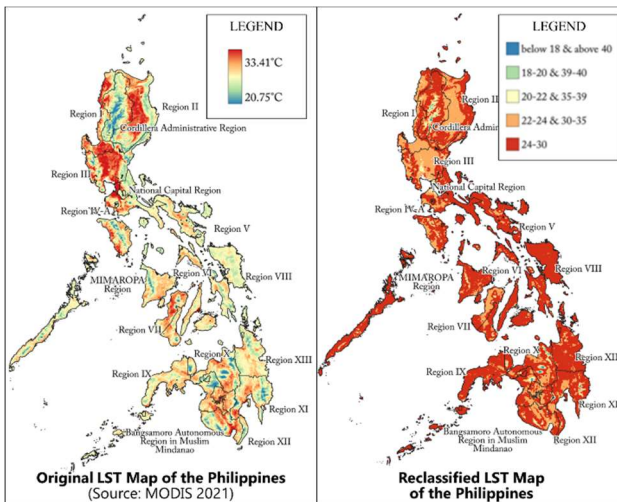 LEGEND
33.41°C
20.75°C
Region I
Region II
Cordillera Administrative Region
Region III
National Capital Region
Region IV-A
Region V
MIMAROPA
Region
Region VI
Region VIII
Region VII
Region X
Region XIII
Region IX
Region XI
Bangsamoro Autonomous
Region in Muslim
Mindanao
Region XII
Original LST Map of the Philippines
(Source: MODIS 2021)
LEGEND
below 18 & above 40
18-20 & 39-40
20-22 & 35-39
22-24 & 30-35
24-30
Region I
Region II
Cordillera Admin
Region III
National Capital Region
Region IV-A
Region V
MIMAROPA
Region
Region VI
Region VIII
Region VII
Region X
Region XII
Region IX
Region XI
Bangsamoro Autonomous
Region in Muslim
Mindanao
Region XII
Reclassified LST Map
of the Philippines